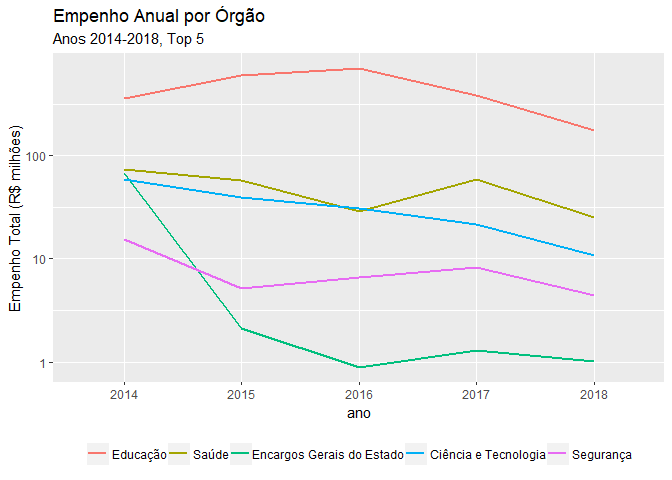 Empenho Anual por Órgão
Anos 2014-2018, Top 5
Empenho Total (R$ milhões)
100
10
1
2014 2015 2016 2017 2018
ano
Educação Saúde Encargos Gerais do Estado Ciência e Tecnologia Segurança